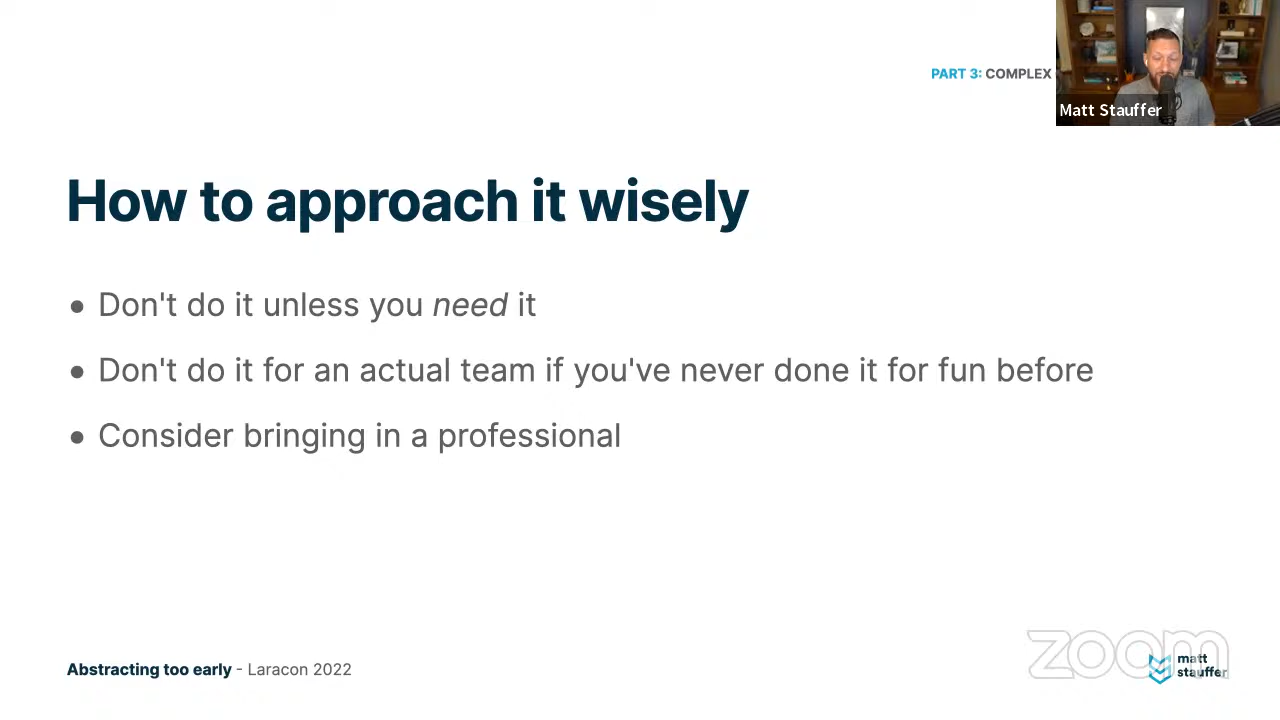 PART 3: COMPLEX
Matt Stauffer
How to approach it wisely
● Don't do it unless you need it
● Don't do it for an actual team if you've never done it for fun before
● Consider bringing in a professional
Abstracting too early - Laracon 2022
zoom
matt
stauffer